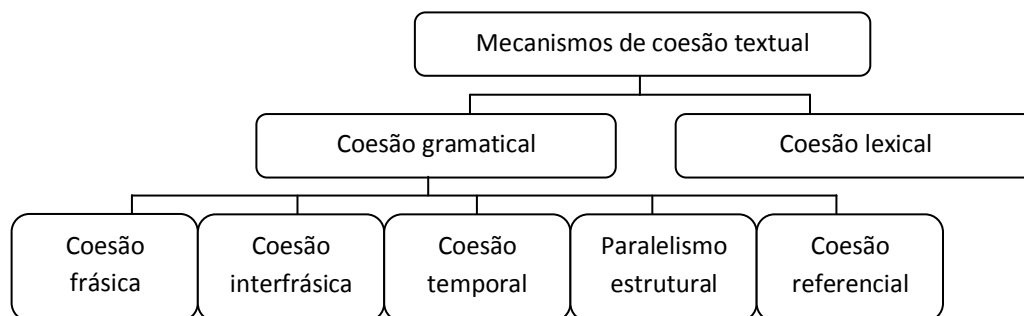 Mecanismos de coesão textual
Coesão gramatical
Coesão lexical
Coesão
frásica
Coesão
interfrásica
Coesão
temporal
Paralelismo
estrutural
Coesão
referencial